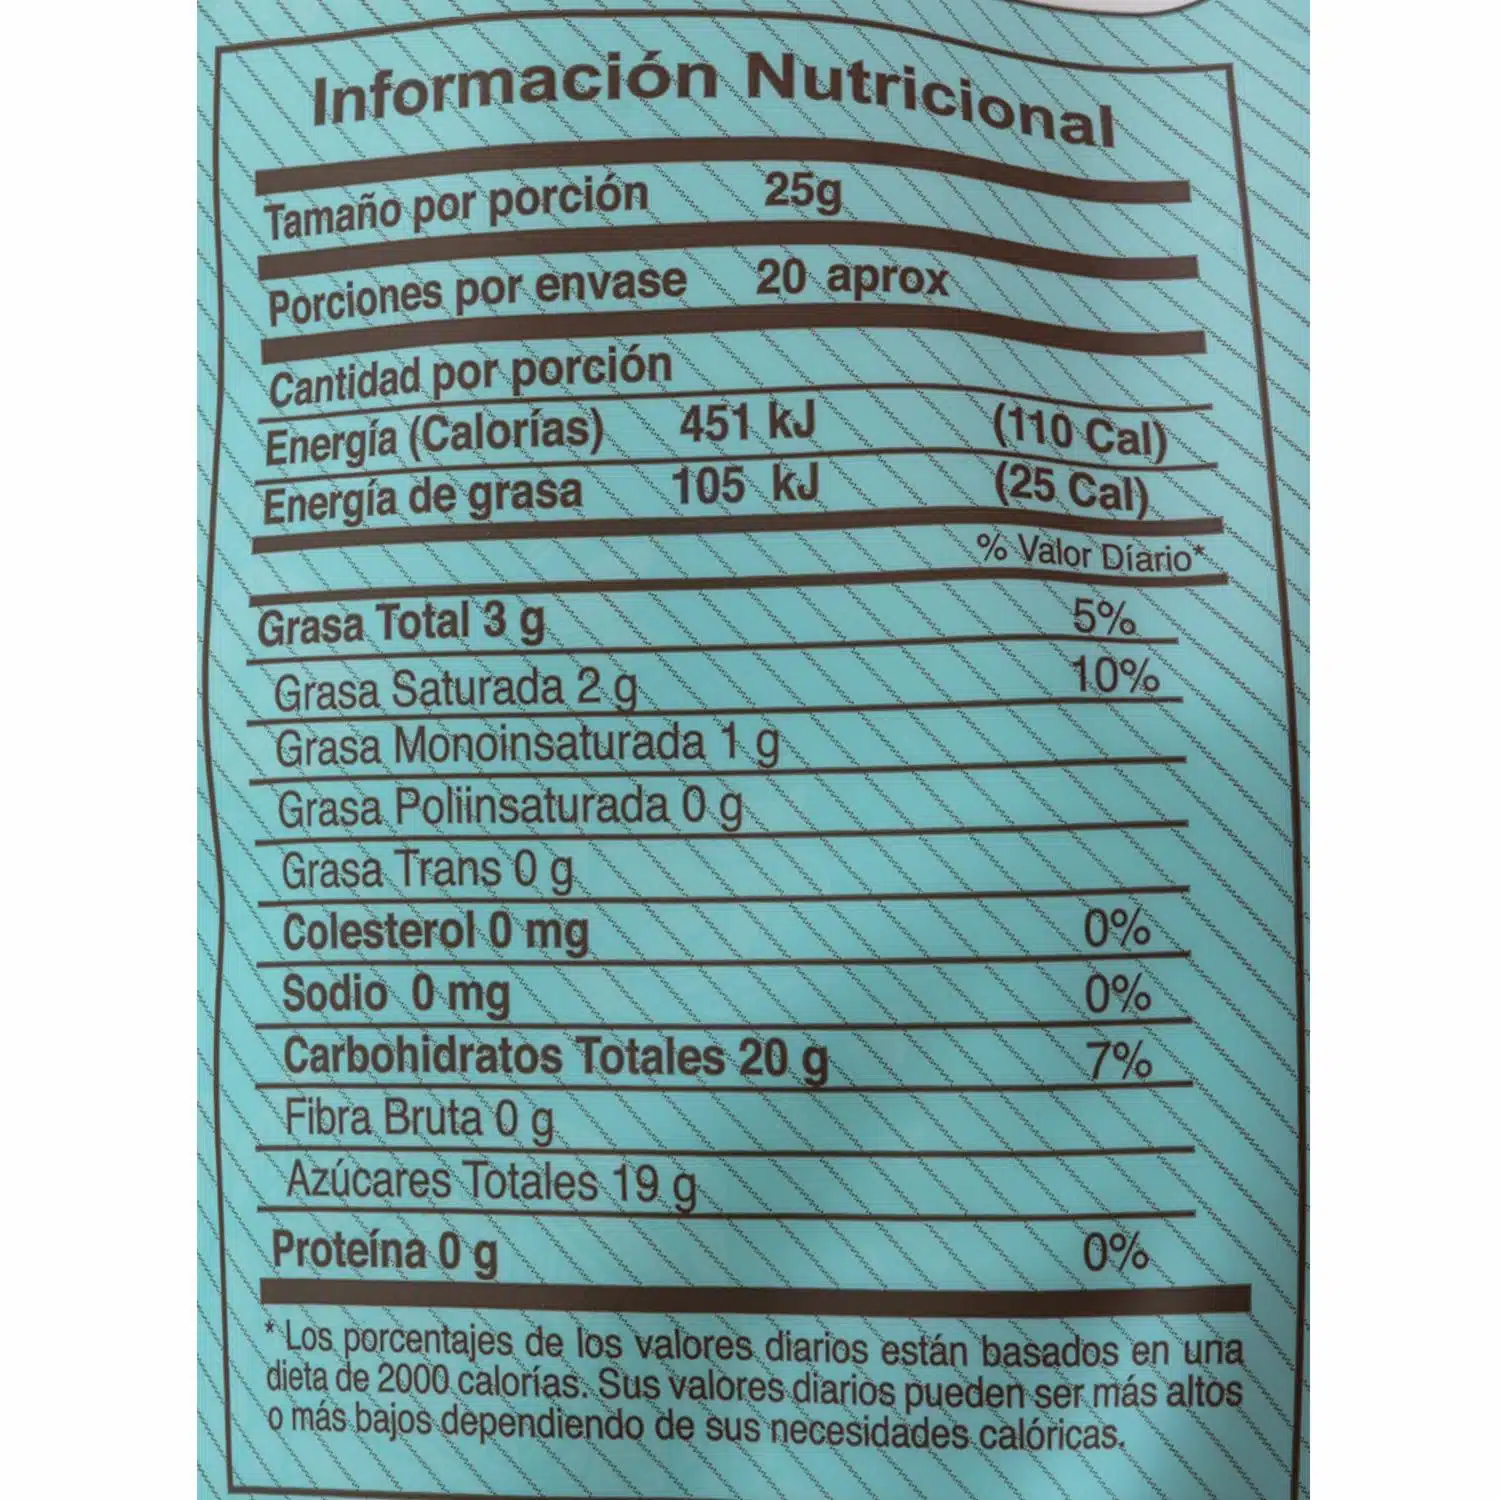 Información Nutricional
Tamaño por porción 25g
Porciones por envase 20 aprox
Cantidad por porción
Energía (Calorías) 451 kJ (110 Cal)
Energía de grasa 105 kJ (25 Cal)
% Valor Díario*
Grasa Total 3 g 5%
Grasa Saturada 2 g 10%
Grasa Monoinsaturada 1 g
Grasa Poliinsaturada 0 g
Grasa Trans 0 g
Colesterol 0 mg 0%
Sodio 0 mg 0%
Carbohidratos Totales 20 g 7%
Fibra Bruta 0 g
Azúcares Totales 19 g
Proteína 0 g 0%
* Los porcentajes de los valores diarios están basados en una
dieta de 2000 calorías. Sus valores diarios pueden ser más altos
o más bajos dependiendo de sus necesidades calóricas.